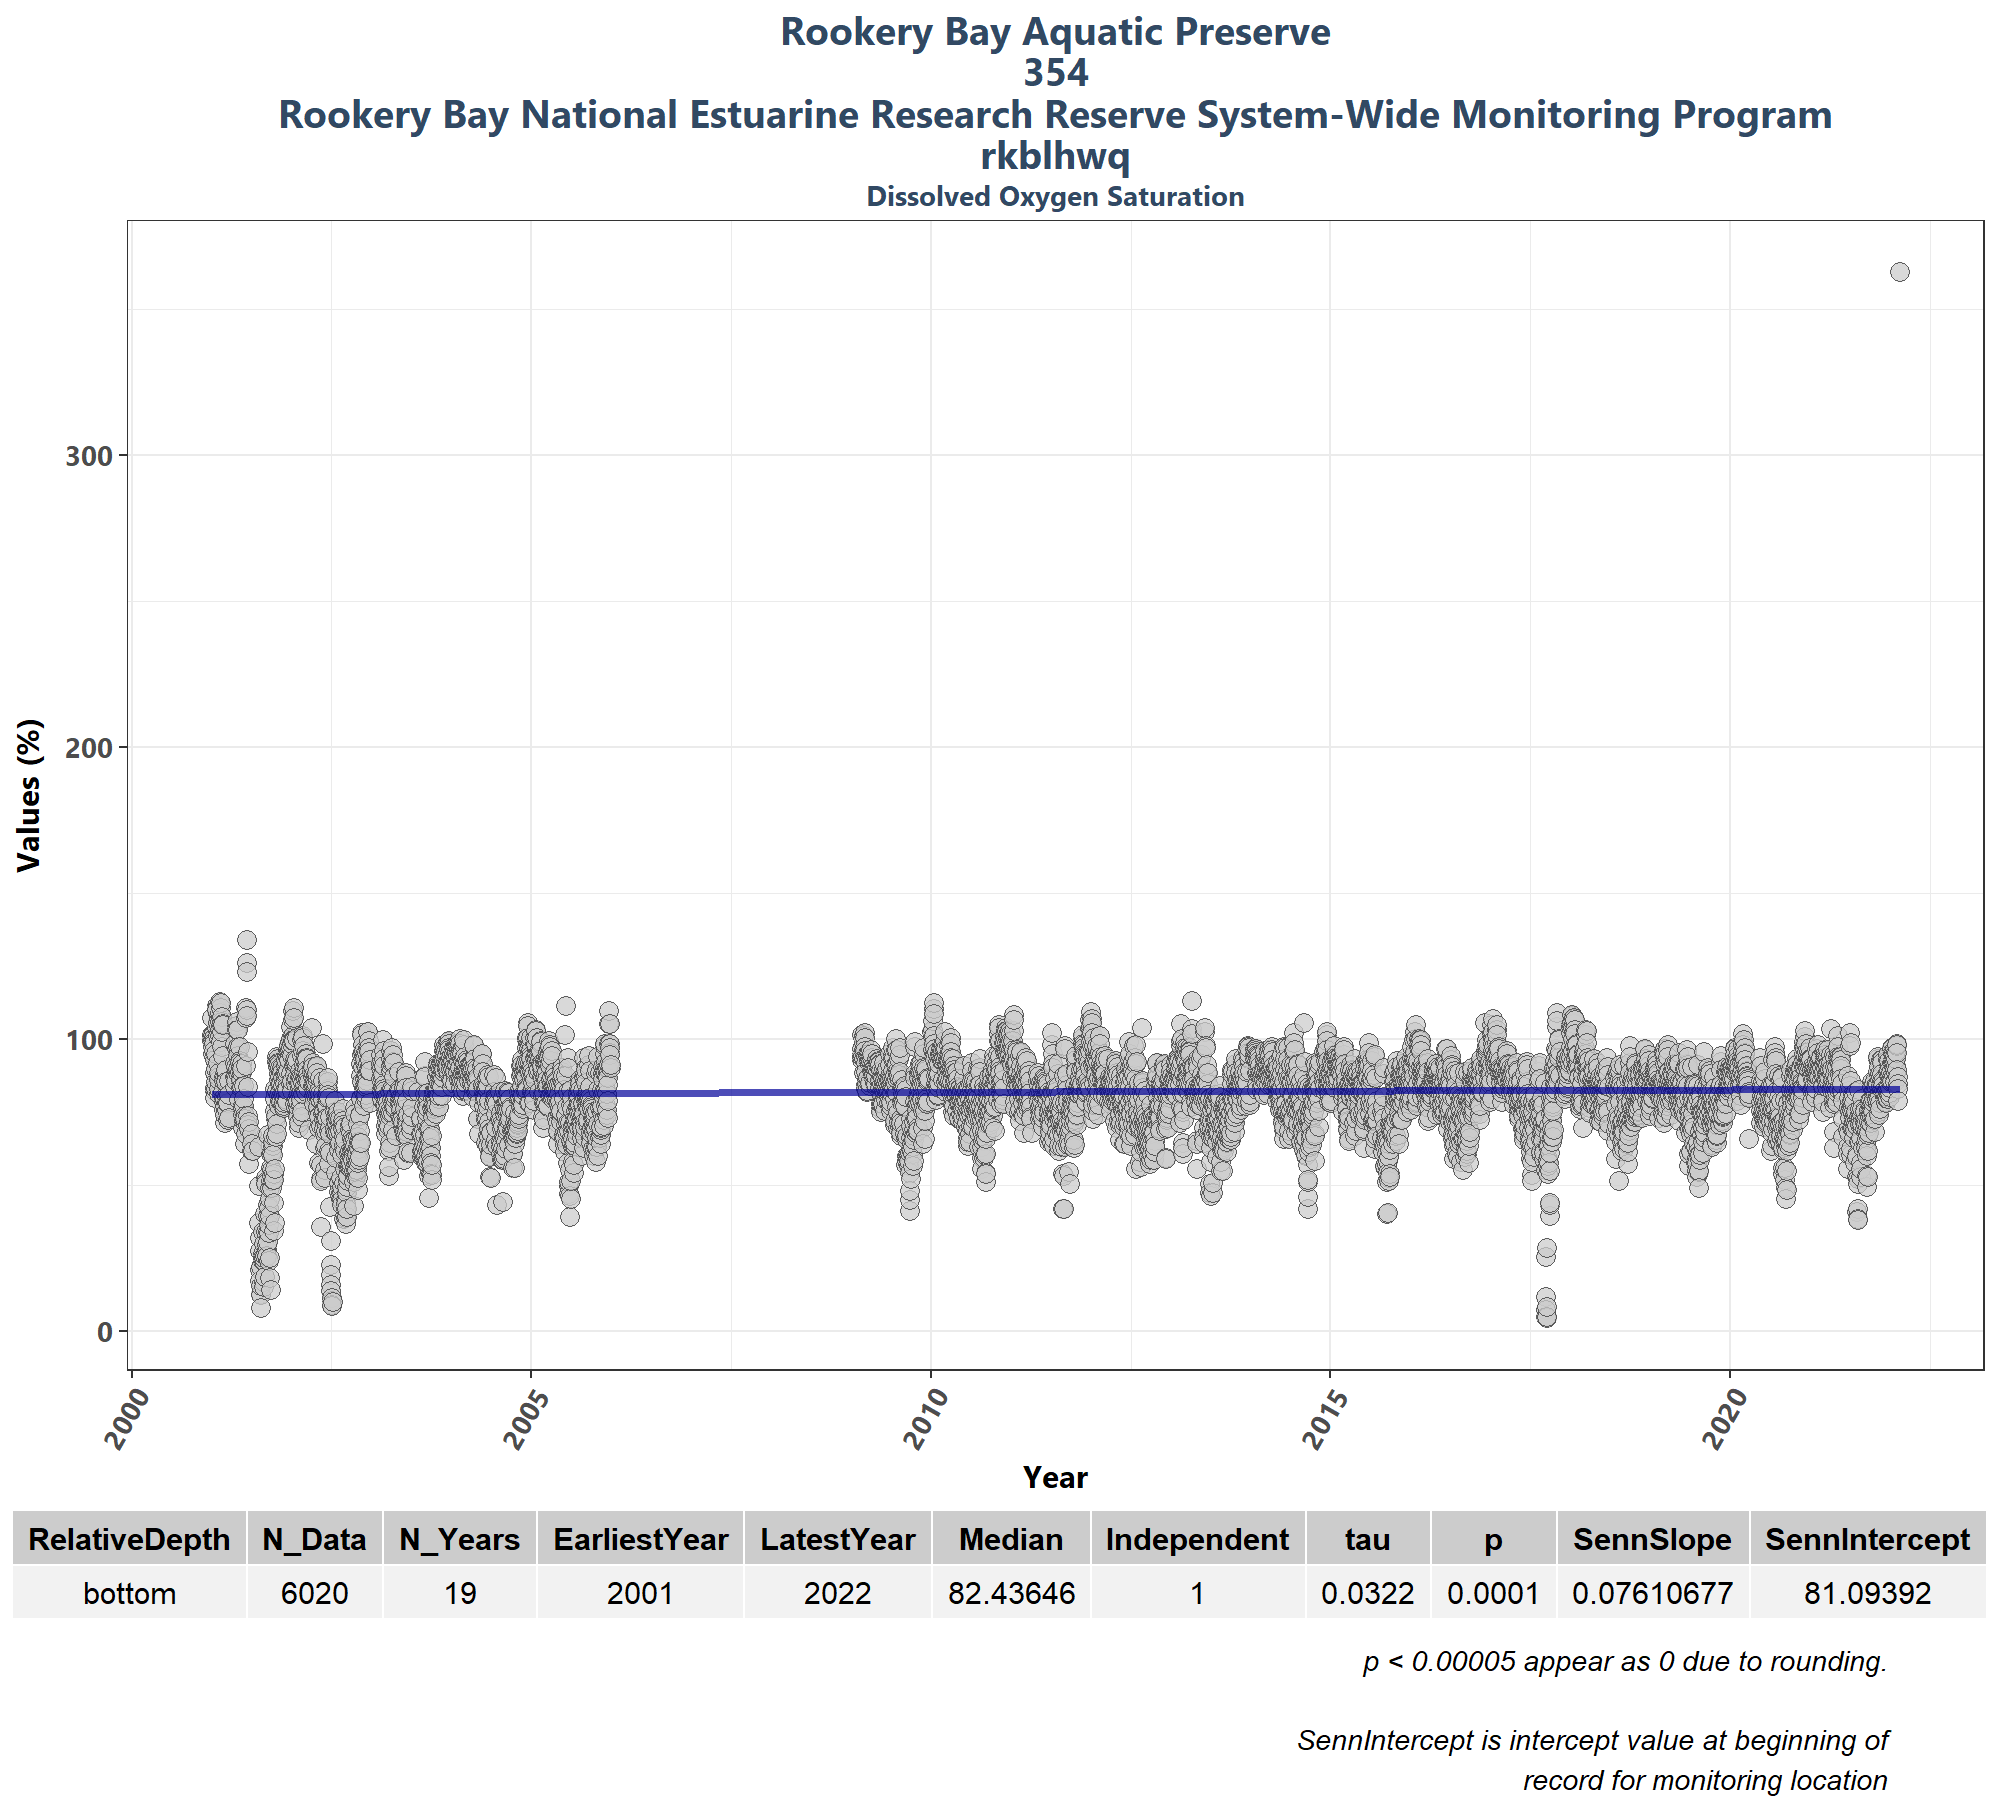 Rookery Bay Aquatic Preserve
354
Rookery Bay National Estuarine Research Reserve System-Wide Monitoring Program
rkblhwq
Dissolved Oxygen Saturation
Values (%)
300
200
100
0
2000 2005 2010 2015 2020
Year
RelativeDepth N_Data N_Years EarliestYear LatestYear Median Independent tau p SennSlope SennIntercept
bottom 6020 19 2001 2022 82.43646 1 0.0322 0.0001 0.07610677 81.09392
p < 0.00005 appear as 0 due to rounding.
SennIntercept is intercept value at beginning of
record for monitoring location